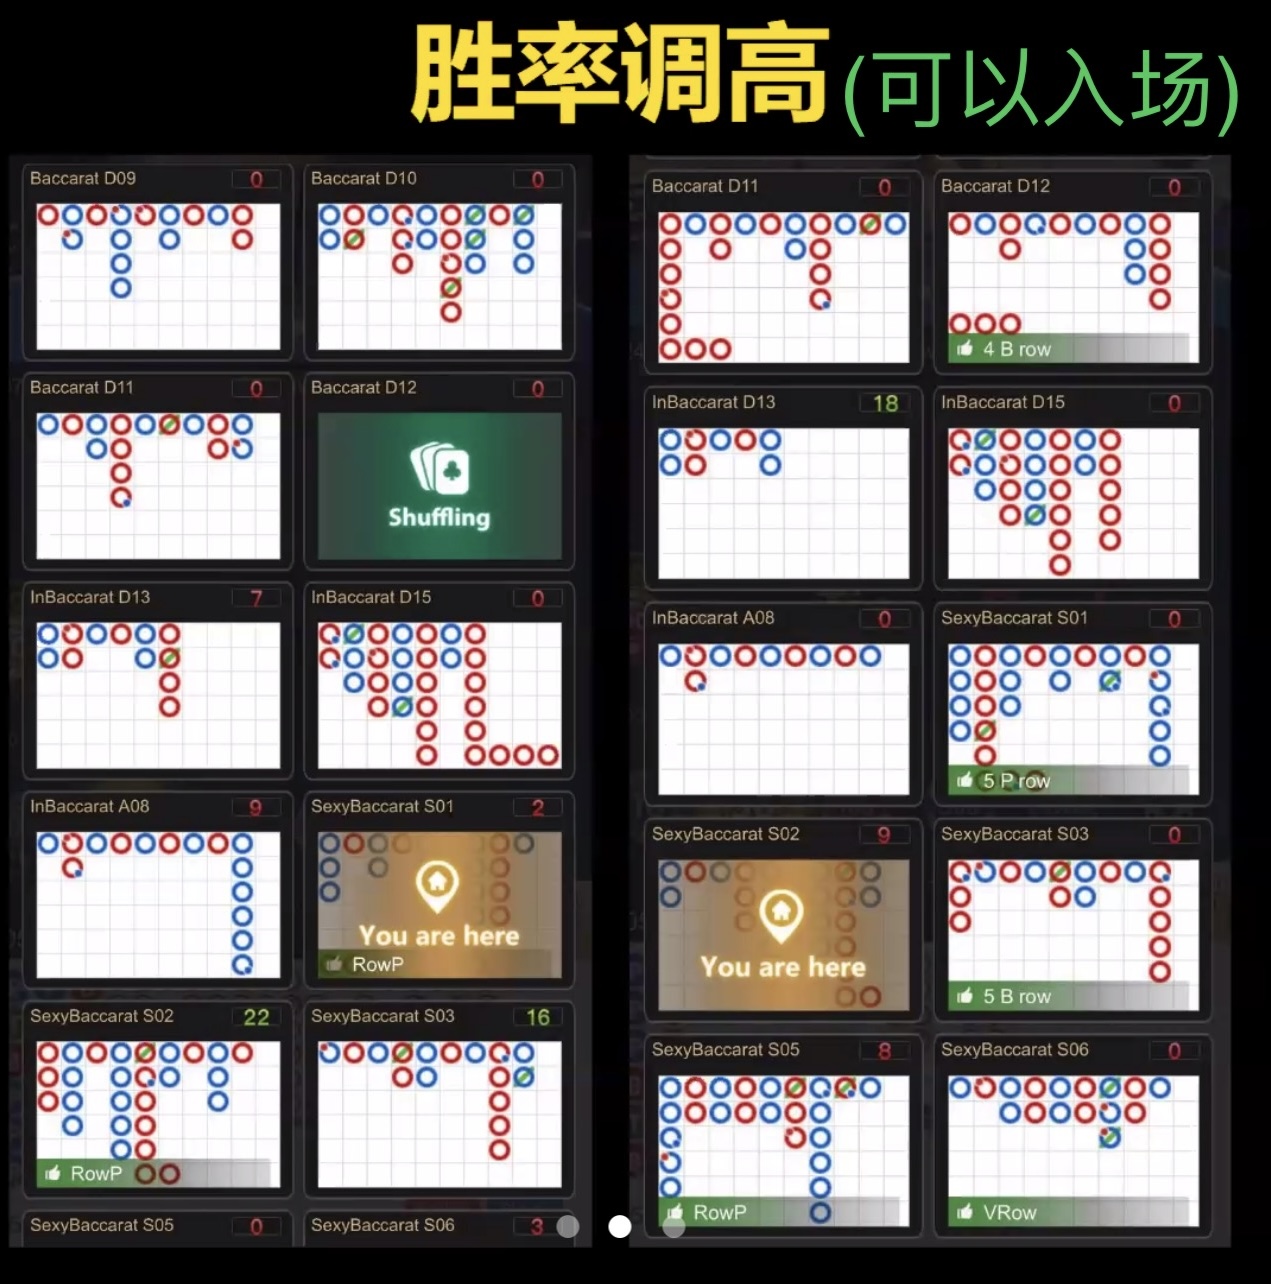 胜率调高(可以入场)
Baccarat D09 0
Baccarat D10 0
Baccarat D11 0
Baccarat D12 0
Shuffling
InBaccarat D13 7
InBaccarat D15 0
InBaccarat A08 9
SexyBaccarat S01 2
You are here
RowP
SexyBaccarat S02 22
RowP
SexyBaccarat S03 16
SexyBaccarat S05 0
SexyBaccarat S06 3
Baccarat D11 0
Baccarat D12 0
4 B row
InBaccarat D13 18
InBaccarat D15 0
InBaccarat A08 0
SexyBaccarat S01 0
5 P row
SexyBaccarat S02 9
You are here
SexyBaccarat S03 0
5 B row
SexyBaccarat S05 8
RowP
SexyBaccarat S06 0
VRow